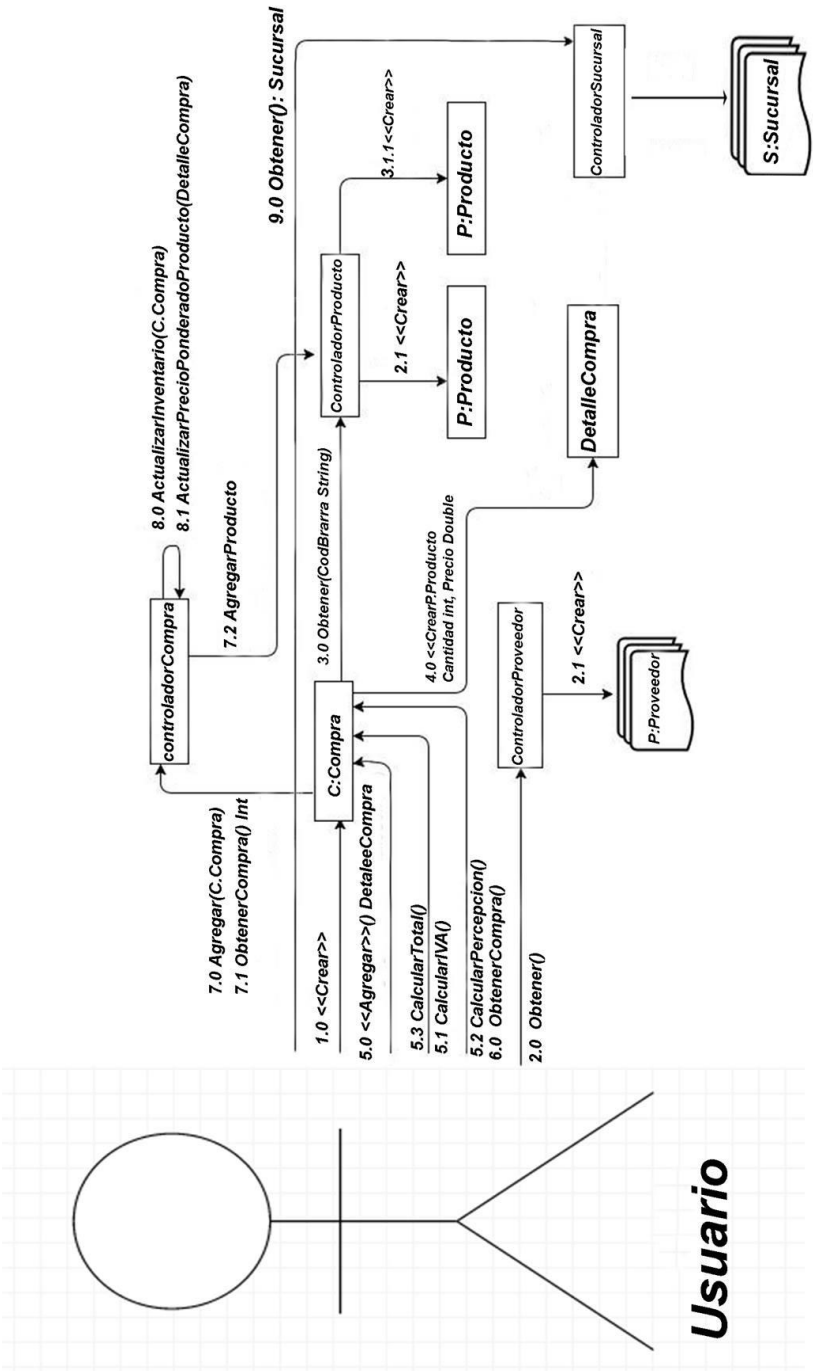 8.0 ActualizarInventario(C.Compra)
8.1 ActualizarPrecioPonderadoProducto(DetalleCompra)
controladorCompra
7.0 Agregar(C.Compra)
7.1 ObtenerCompra() Int
7.2 AgregarProducto
9.0 Obtener(): Sucursal
1.0 <<Crear>>
C:Compra
3.0 Obtener(CodBrarra String)
ControladorProducto
3.1.1<<Crear>>
2.1 <<Crear>>
P:Producto
P:Producto
5.0 <<Agregar>>() DetaleeCompra
5.3 CalcularTotal()
5.1 CalcularIVA()
4.0 <<CrearP.Producto
Cantidad int, Precio Double
5.2 CalcularPercepcion()
6.0 ObtenerCompra()
2.0 Obtener()
ControladorProveedor
2.1 <<Crear>>
P:Proveedor
DetalleCompra
ControladorSucursal
S:Sucursal
Usuario